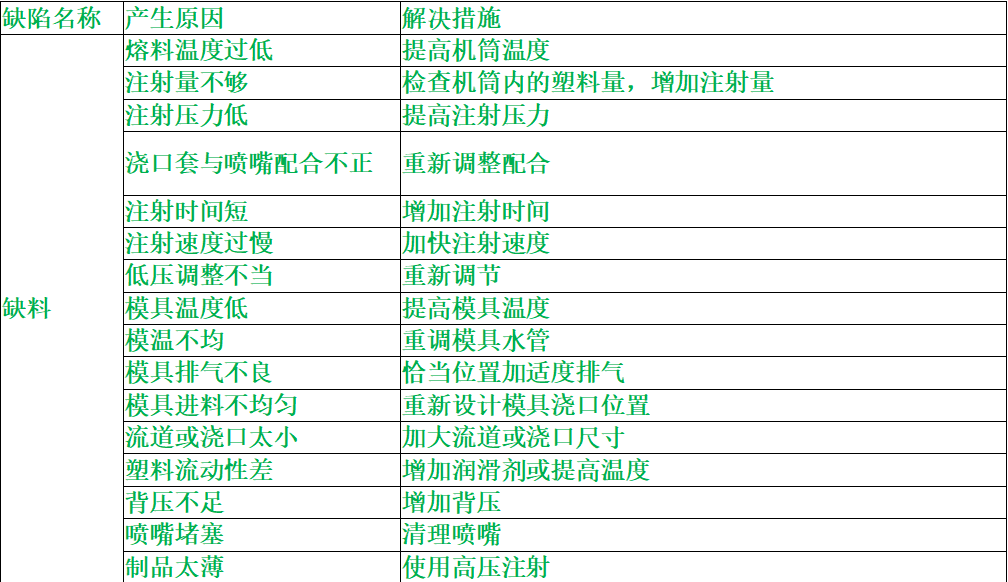 缺陷名称 产生原因 解决措施
熔料温度过低 提高机筒温度
注射量不够 检查机筒内的塑料量，增加注射量
注射压力低 提高注射压力
浇口套与喷嘴配合不正 重新调整配合
注射时间短 增加注射时间
注射速度过慢 加快注射速度
低压调整不当 重新调节
缺料 模具温度低 提高模具温度
模温不均 重调模具水管
模具排气不良 恰当位置加适度排气
模具进料不均匀 重新设计模具浇口位置
流道或浇口太小 加大流道或浇口尺寸
塑料流动性差 增加润滑剂或提高温度
背压不足 增加背压
喷嘴堵塞 清理喷嘴
制品太薄 使用高压注射